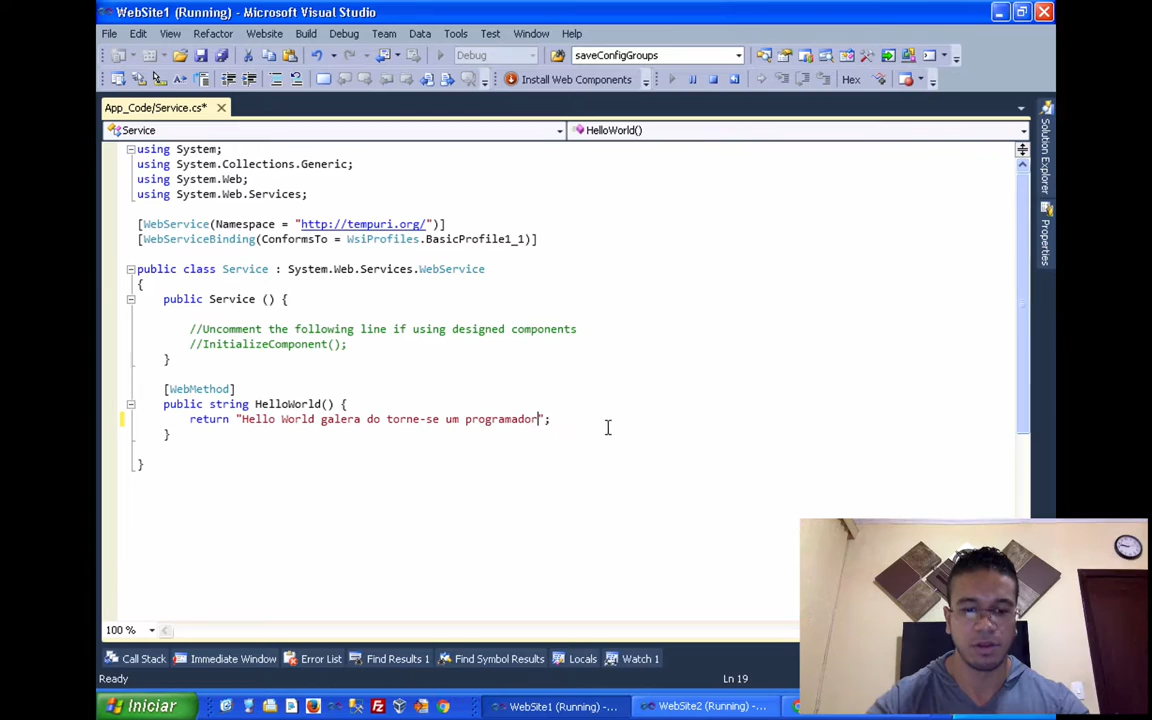 WebSite1 (Running) - Microsoft Visual Studio
File Edit View Refactor Website Build Debug Team Data Tools Test Window Help
Debug saveConfigGroups
Install Web Components Hex
App_Code/Service.cs*
Service HelloWorld()
using System;
using System.Collections.Generic;
using System.Web;
using System.Web.Services;
[WebService(Namespace = "http://tempuri.org/")]
[WebServiceBinding(ConformsTo = WsiProfiles.BasicProfile1_1)]
public class Service : System.Web.Services.WebService
{
public Service () {
//Uncomment the following line if using designed components
//InitializeComponent();
}
[WebMethod]
public string HelloWorld() {
return "Hello World galera do torne-se um programador";
}
}
Solution Explorer
Properties
100 %
Call Stack Immediate Window Error List Find Results 1 Find Symbol Results Locals Watch 1
Ready Ln 19
Iniciar WebSite1 (Running) -... WebSite2 (Running) -...